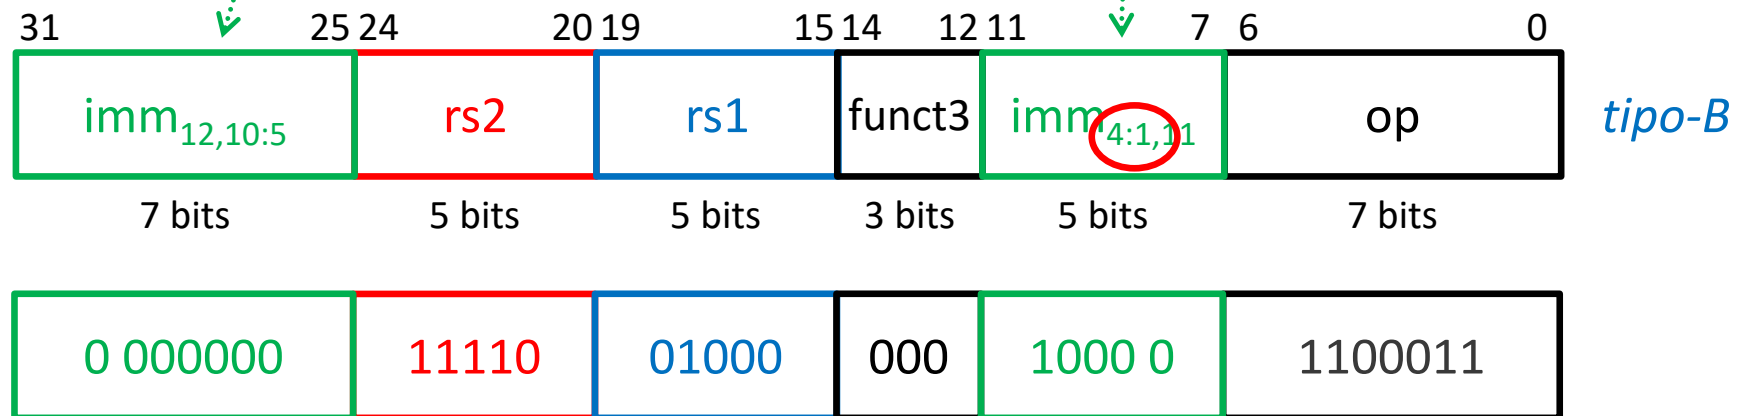 31 25 24 20 19 15 14 12 11 7 6 0
imm12,10:5 rs2 rs1 funct3 imm4:1,11 op tipo-B
7 bits 5 bits 5 bits 3 bits 5 bits 7 bits
0 000000 11110 01000 000 1000 0 1100011